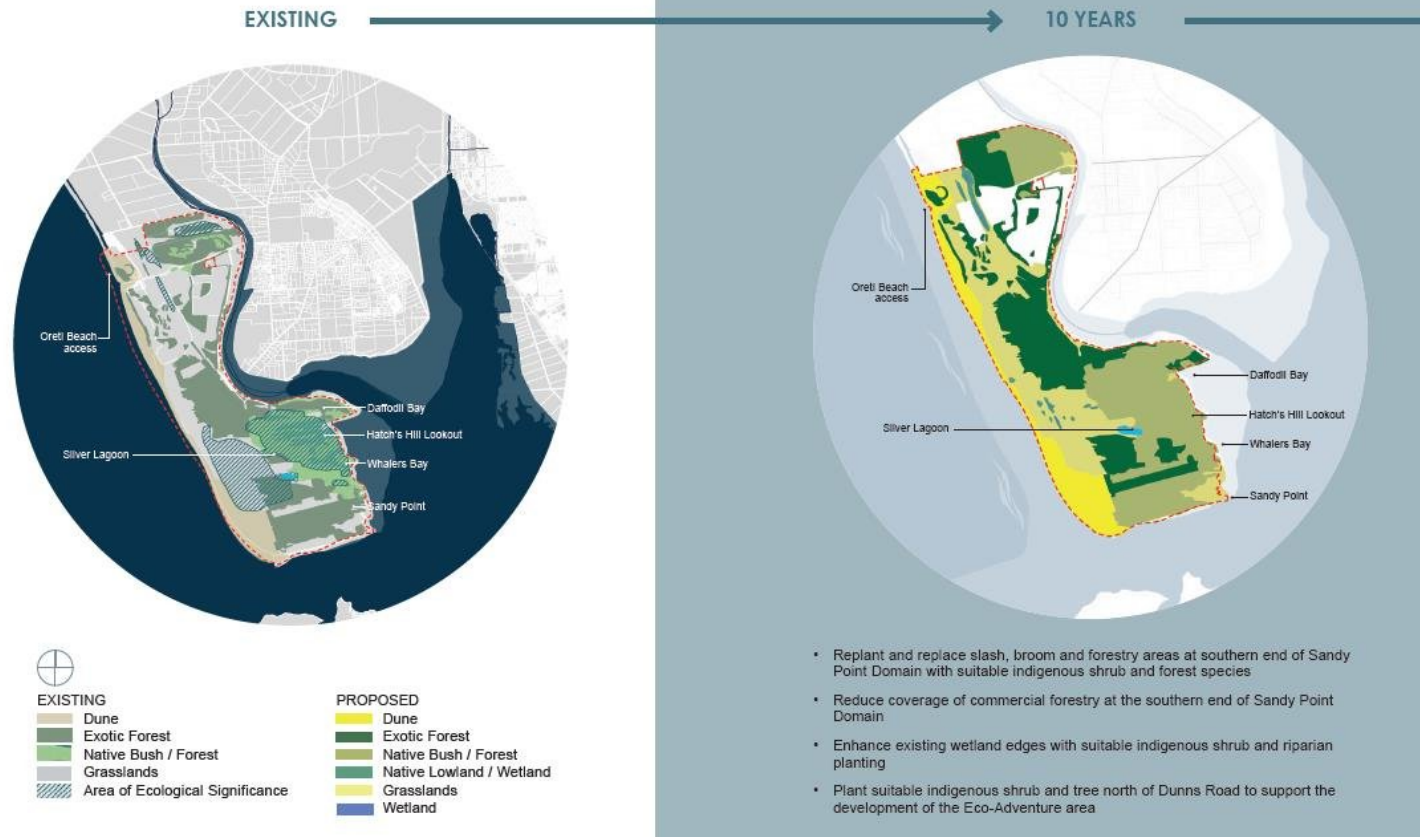 EXISTING
10 YEARS
Oreti Beach
access
Daffodil Bay
Hatch's Hill Lookout
Silver Lagoon
Whalers Bay
Sandy Point
Oreti Beach
access
Daffodil Bay
Hatch's Hill Lookout
Silver Lagoon
Whalers Bay
Sandy Point
EXISTING
Dune
Exotic Forest
Native Bush / Forest
Grasslands
Area of Ecological Significance
PROPOSED
Dune
Exotic Forest
Native Bush / Forest
Native Lowland / Wetland
Grasslands
Wetland
• Replant and replace slash, broom and forestry areas at southern end of Sandy
Point Domain with suitable indigenous shrub and forest species
• Reduce coverage of commercial forestry at the southern end of Sandy Point
Domain
• Enhance existing wetland edges with suitable indigenous shrub and riparian
planting
• Plant suitable indigenous shrub and tree north of Dunns Road to support the
development of the Eco-Adventure area